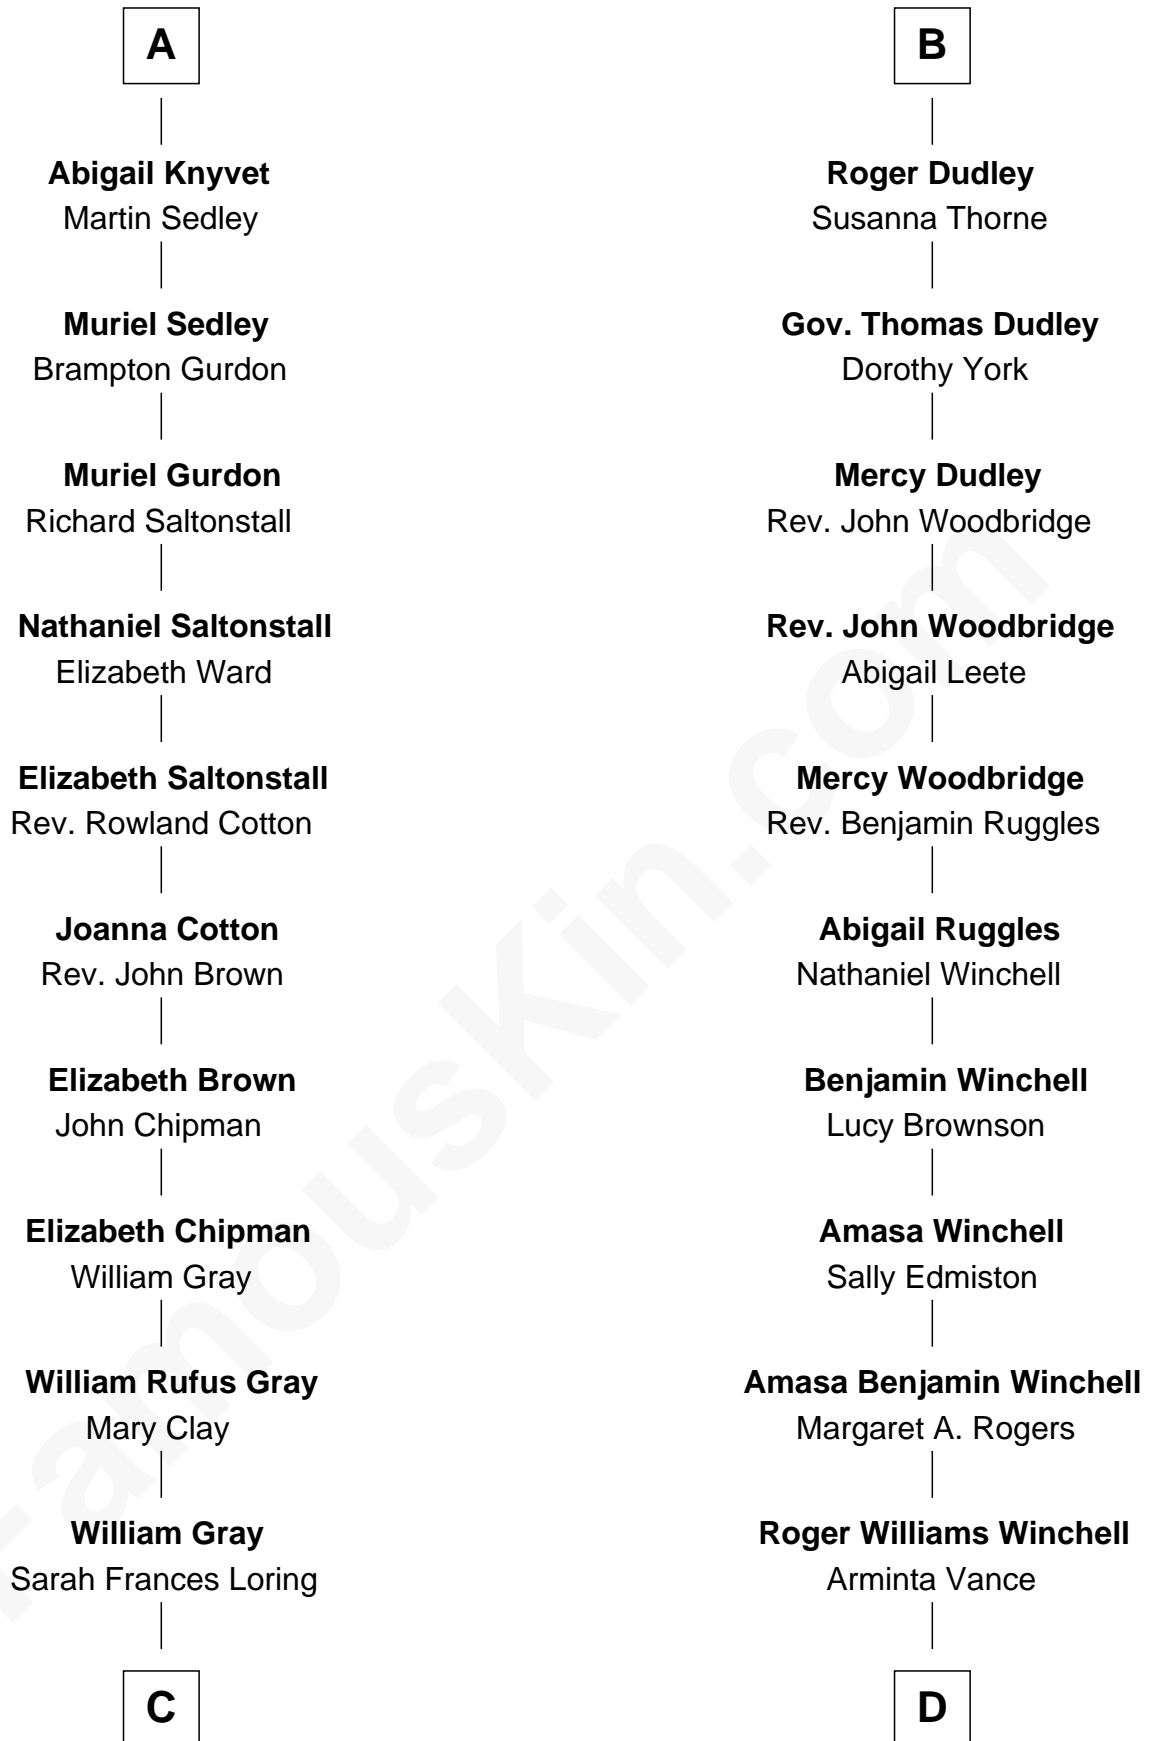 A
Abigail Knyvet
Martin Sedley
Muriel Sedley
Brampton Gurdon
Muriel Gurdon
Richard Saltonstall
Nathaniel Saltonstall
Elizabeth Ward
Elizabeth Saltonstall
Rev. Rowland Cotton
Joanna Cotton
Rev. John Brown
Elizabeth Brown
John Chipman
Elizabeth Chipman
William Gray
William Rufus Gray
Mary Clay
William Gray
Sarah Frances Loring
C
B
Roger Dudley
Susanna Thorne
Gov. Thomas Dudley
Dorothy York
Mercy Dudley
Rev. John Woodbridge
Rev. John Woodbridge
Abigail Leete
Mercy Woodbridge
Rev. Benjamin Ruggles
Abigail Ruggles
Nathaniel Winchell
Benjamin Winchell
Lucy Brownson
Amasa Winchell
Sally Edmiston
Amasa Benjamin Winchell
Margaret A. Rogers
Roger Williams Winchell
Arminta Vance
D
FamousKin.com